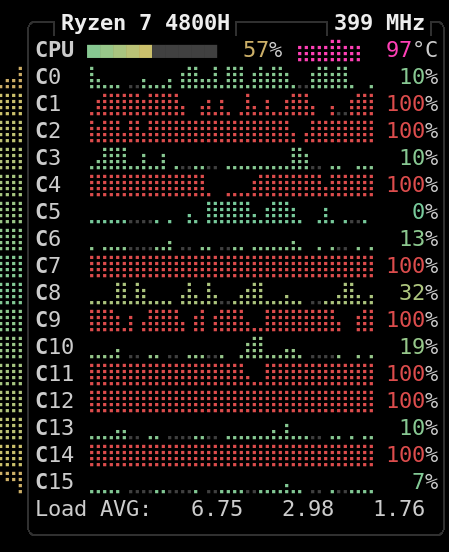 Ryzen 7 4800H 399 MHz
CPU 57% 97°C
C0 10%
C1 100%
C2 100%
C3 10%
C4 100%
C5 0%
C6 13%
C7 100%
C8 32%
C9 100%
C10 19%
C11 100%
C12 100%
C13 10%
C14 100%
C15 7%
Load AVG: 6.75 2.98 1.76